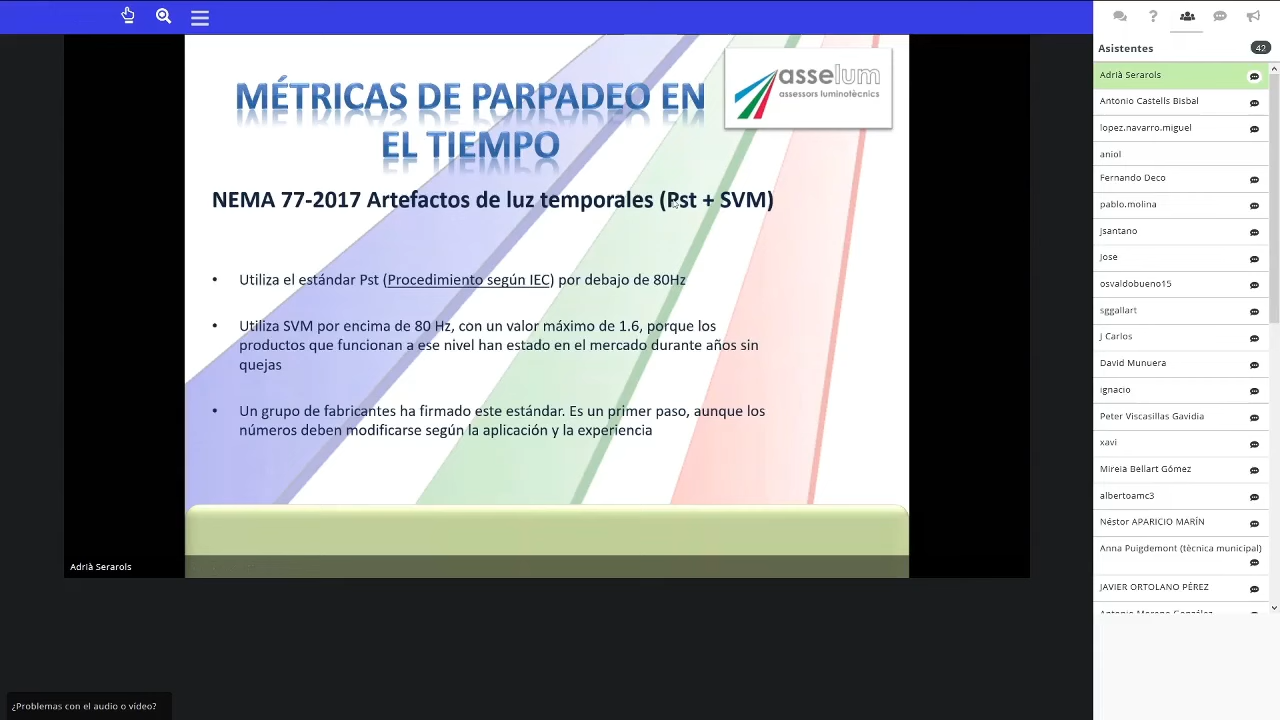 MÉTRICAS DE PARPADEO EN
EL TIEMPO
asselum
assessors luminotècnics
NEMA 77-2017 Artefactos de luz temporales (Pst + SVM)
• Utiliza el estándar Pst (Procedimiento según IEC) por debajo de 80Hz
• Utiliza SVM por encima de 80 Hz, con un valor máximo de 1.6, porque los
productos que funcionan a ese nivel han estado en el mercado durante años sin
quejas
• Un grupo de fabricantes ha firmado este estándar. Es un primer paso, aunque los
números deben modificarse según la aplicación y la experiencia
Adrià Serarols
¿Problemas con el audio o vídeo?
Asistentes
42
Adrià Serarols
Antonio Castells Bisbal
lopez.navarro.miguel
aniol
Fernando Deco
pablo.molina
Jsantano
Jose
osvaldobueno15
sggallart
J Carlos
David Munuera
ignacio
Peter Viscasillas Gavidia
xavi
Mireia Bellart Gómez
albertoamc3
Néstor APARICIO MARÍN
Anna Puigdemont (tècnica municipal)
JAVIER ORTOLANO PÉREZ
Antonio Moreno González